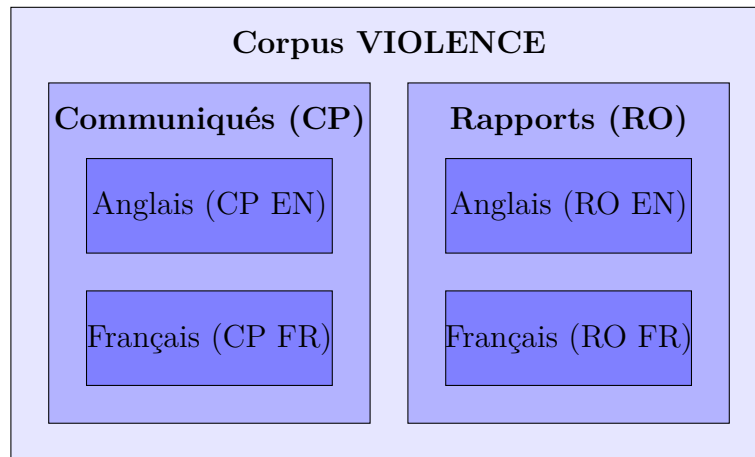 Corpus VIOLENCE
Communiqués (CP)
Anglais (CP EN)
Français (CP FR)
Rapports (RO)
Anglais (RO EN)
Français (RO FR)